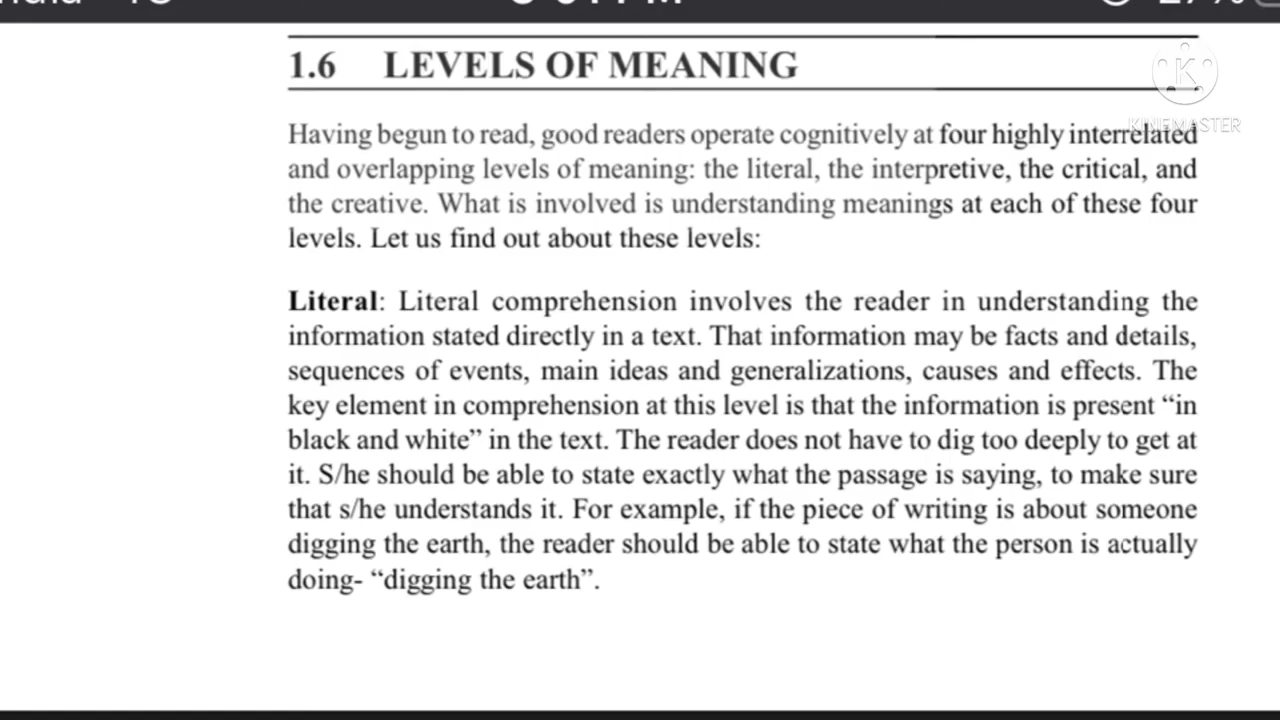 1.6 LEVELS OF MEANING
K
KINEMASTER
Having begun to read, good readers operate cognitively at four highly interrelated
and overlapping levels of meaning: the literal, the interpretive, the critical, and
the creative. What is involved is understanding meanings at each of these four
levels. Let us find out about these levels:
Literal: Literal comprehension involves the reader in understanding the
information stated directly in a text. That information may be facts and details,
sequences of events, main ideas and generalizations, causes and effects. The
key element in comprehension at this level is that the information is present “in
black and white” in the text. The reader does not have to dig too deeply to get at
it. S/he should be able to state exactly what the passage is saying, to make sure
that s/he understands it. For example, if the piece of writing is about someone
digging the earth, the reader should be able to state what the person is actually
doing- “digging the earth”.